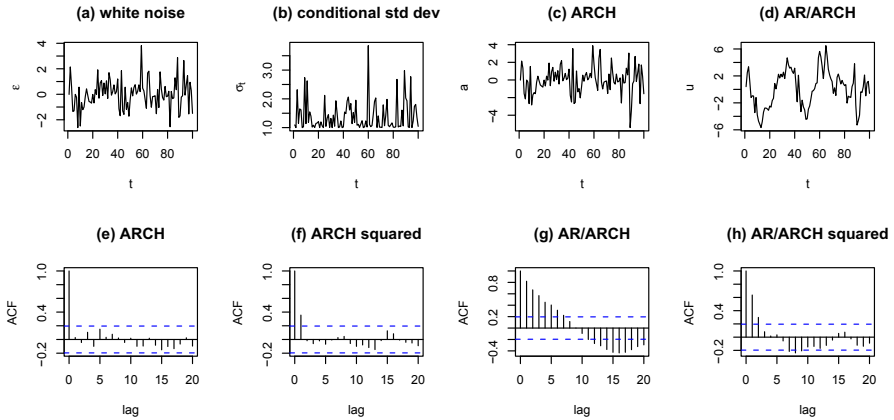 (a) white noise
(b) conditional std dev
(c) ARCH
(d) AR/ARCH
4
2
0
−2
ε
0 20 40 60 80
t
3.0
2.0
1.0
σt
0 20 40 60 80
t
4
0
−4
a
0 20 40 60 80
t
6
2
−2
−6
u
0 20 40 60 80
t
(e) ARCH
(f) ARCH squared
(g) AR/ARCH
(h) AR/ARCH squared
1.0
0.4
−0.2
ACF
0 5 10 15 20
lag
1.0
0.4
−0.2
ACF
0 5 10 15 20
lag
0.8
0.2
−0.4
ACF
0 5 10 15 20
lag
1.0
0.4
−0.2
ACF
0 5 10 15 20
lag